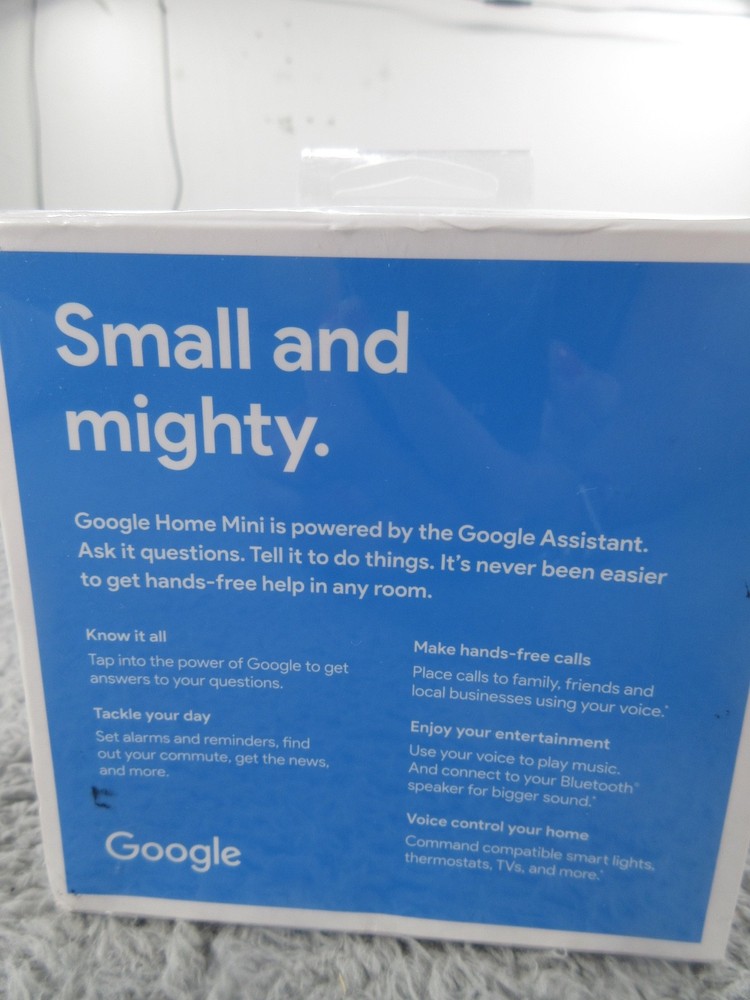 Small and
mighty.
Google Home Mini is powered by the Google Assistant.
Ask it questions. Tell it to do things. It's never been easier
to get hands-free help in any room.
Know it all
Tap into the power of Google to get
answers to your questions.
Tackle your day
Set alarms and reminders, find
out your commute, get the news,
and more.
Google
Make hands-free calls
Place calls to family, friends and
local businesses using your voice.*
Enjoy your entertainment
Use your voice to play music.
And connect to your Bluetooth®
speaker for bigger sound.*
Voice control your home
Command compatible smart lights,
thermostats, TVs, and more.*